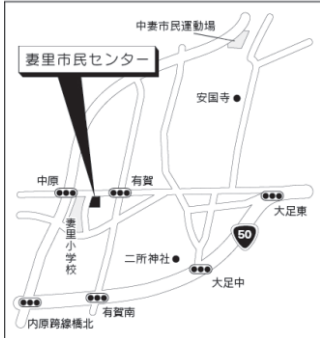 中妻市民運動場
妻里市民センター
安国寺
中原
有賀
大足東
妻里小学校
50
二所神社
大足中
有賀南
内原跨線橋北